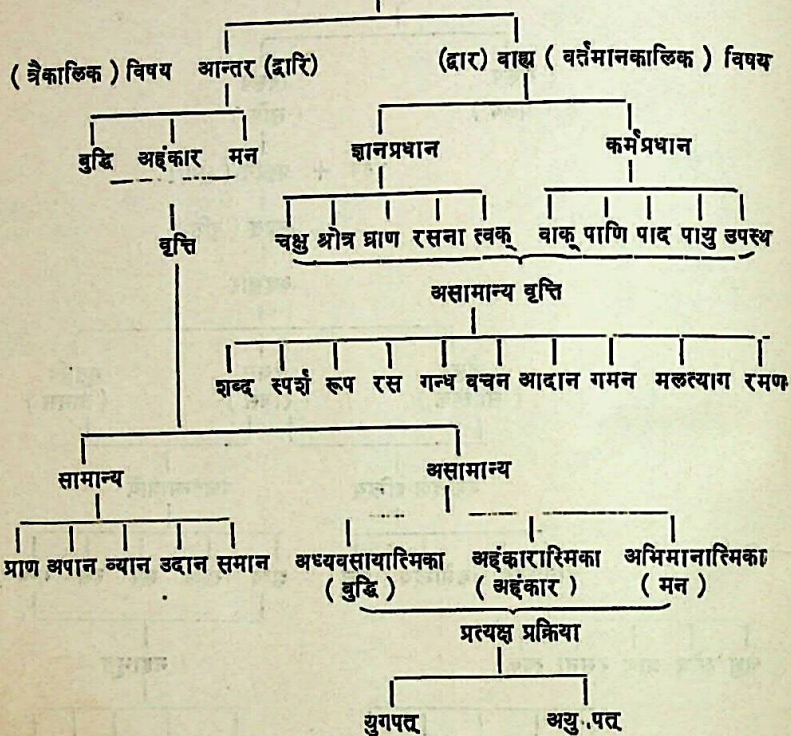 ( त्रैकालिक ) विषय आन्तर (द्वारि) (द्वार) वाह्य ( वर्तमानकालिक ) विषय
बुद्धि अहंकार मन ज्ञानप्रधान कर्मप्रधान
वृत्ति चक्षु श्रोत्र घ्राण रसना त्वक् वाक् पाणि पाद पायु उपस्थ
असामान्य वृत्ति
शब्द स्पर्श रूप रस गन्ध वचन आदान गमन मलत्याग रमण
सामान्य असामान्य
प्राण अपान व्यान उदान समान अध्यवसायात्मिका अहंकारात्मिका अभिमानात्मिका
( बुद्धि ) ( अहंकार ) ( मन )
प्रत्यक्ष प्रक्रिया
युगपत् अयु पत्